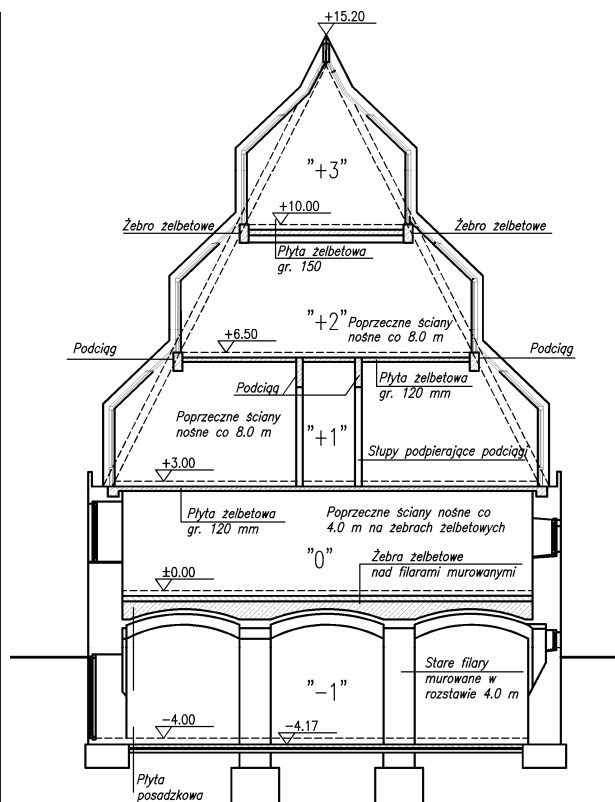 +15.20
"+3"
+10.00
Żebro żelbetowe
Żebro żelbetowe
Płyta żelbetowa
gr. 150
"+2"
Poprzeczne ściany
nośne co 8.0 m
+6.50
Podciąg
Podciąg
Podciąg
Płyta żelbetowa
gr. 120 mm
Poprzeczne ściany
nośne co 8.0 m
"+1"
Słupy podpierające podciągi
+3.00
Płyta żelbetowa
gr. 120 mm
Poprzeczne ściany nośne co
4.0 m na żebrach żelbetowych
"0"
Żebra żelbetowe
nad filarami murowanymi
±0.00
Stare filary
murowane w
rozstawie 4.0 m
"-1"
-4.00
-4.17
Płyta
posadzkowa